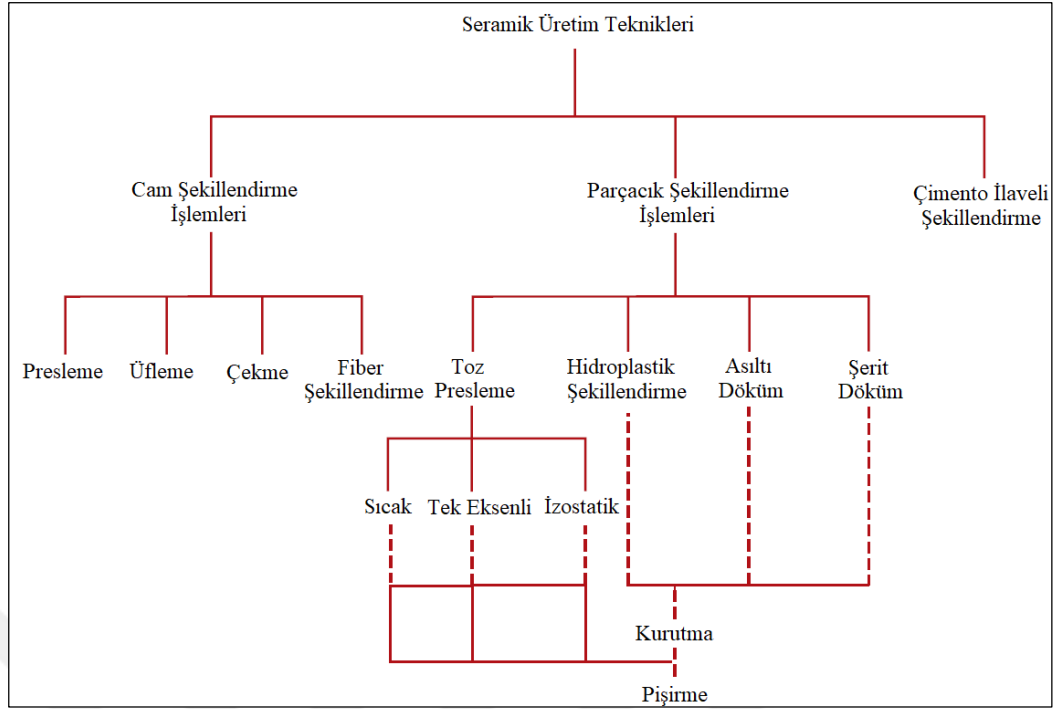 Seramik Üretim Teknikleri
Cam Şekillendirme
İşlemleri
Parçacık Şekillendirme
İşlemleri
Çimento İlaveli
Şekillendirme
Presleme
Üfleme
Çekme
Fiber
Şekillendirme
Toz
Presleme
Hidroplastik
Şekillendirme
Asıltı
Döküm
Şerit
Döküm
Sıcak
Tek Eksenli
İzostatik
Kurutma
Pişirme